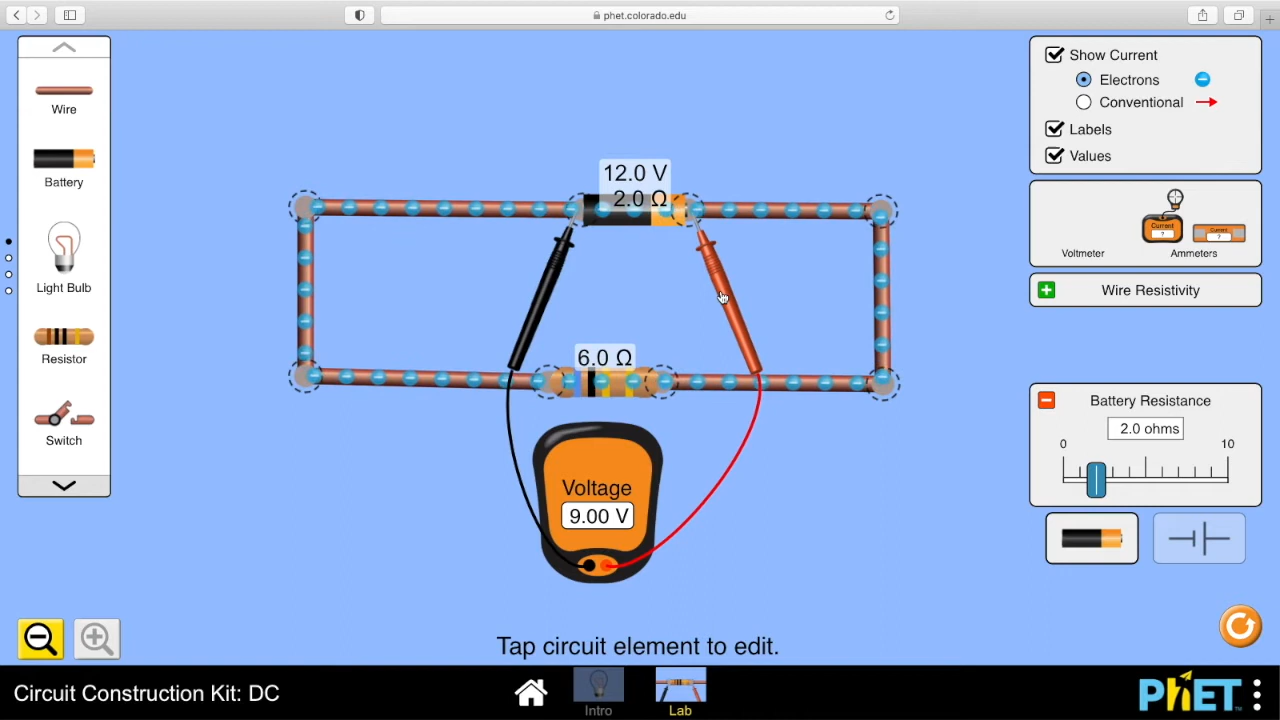 phet.colorado.edu
Wire
Battery
Light Bulb
Resistor
Switch
12.0 V
2.0 Ω
6.0 Ω
Voltage
9.00 V
Show Current
Electrons
Conventional
Labels
Values
Current
?
Current
?
Voltmeter
Ammeters
Wire Resistivity
Battery Resistance
2.0 ohms
0
10
Tap circuit element to edit.
Circuit Construction Kit: DC
Intro
Lab
PhET